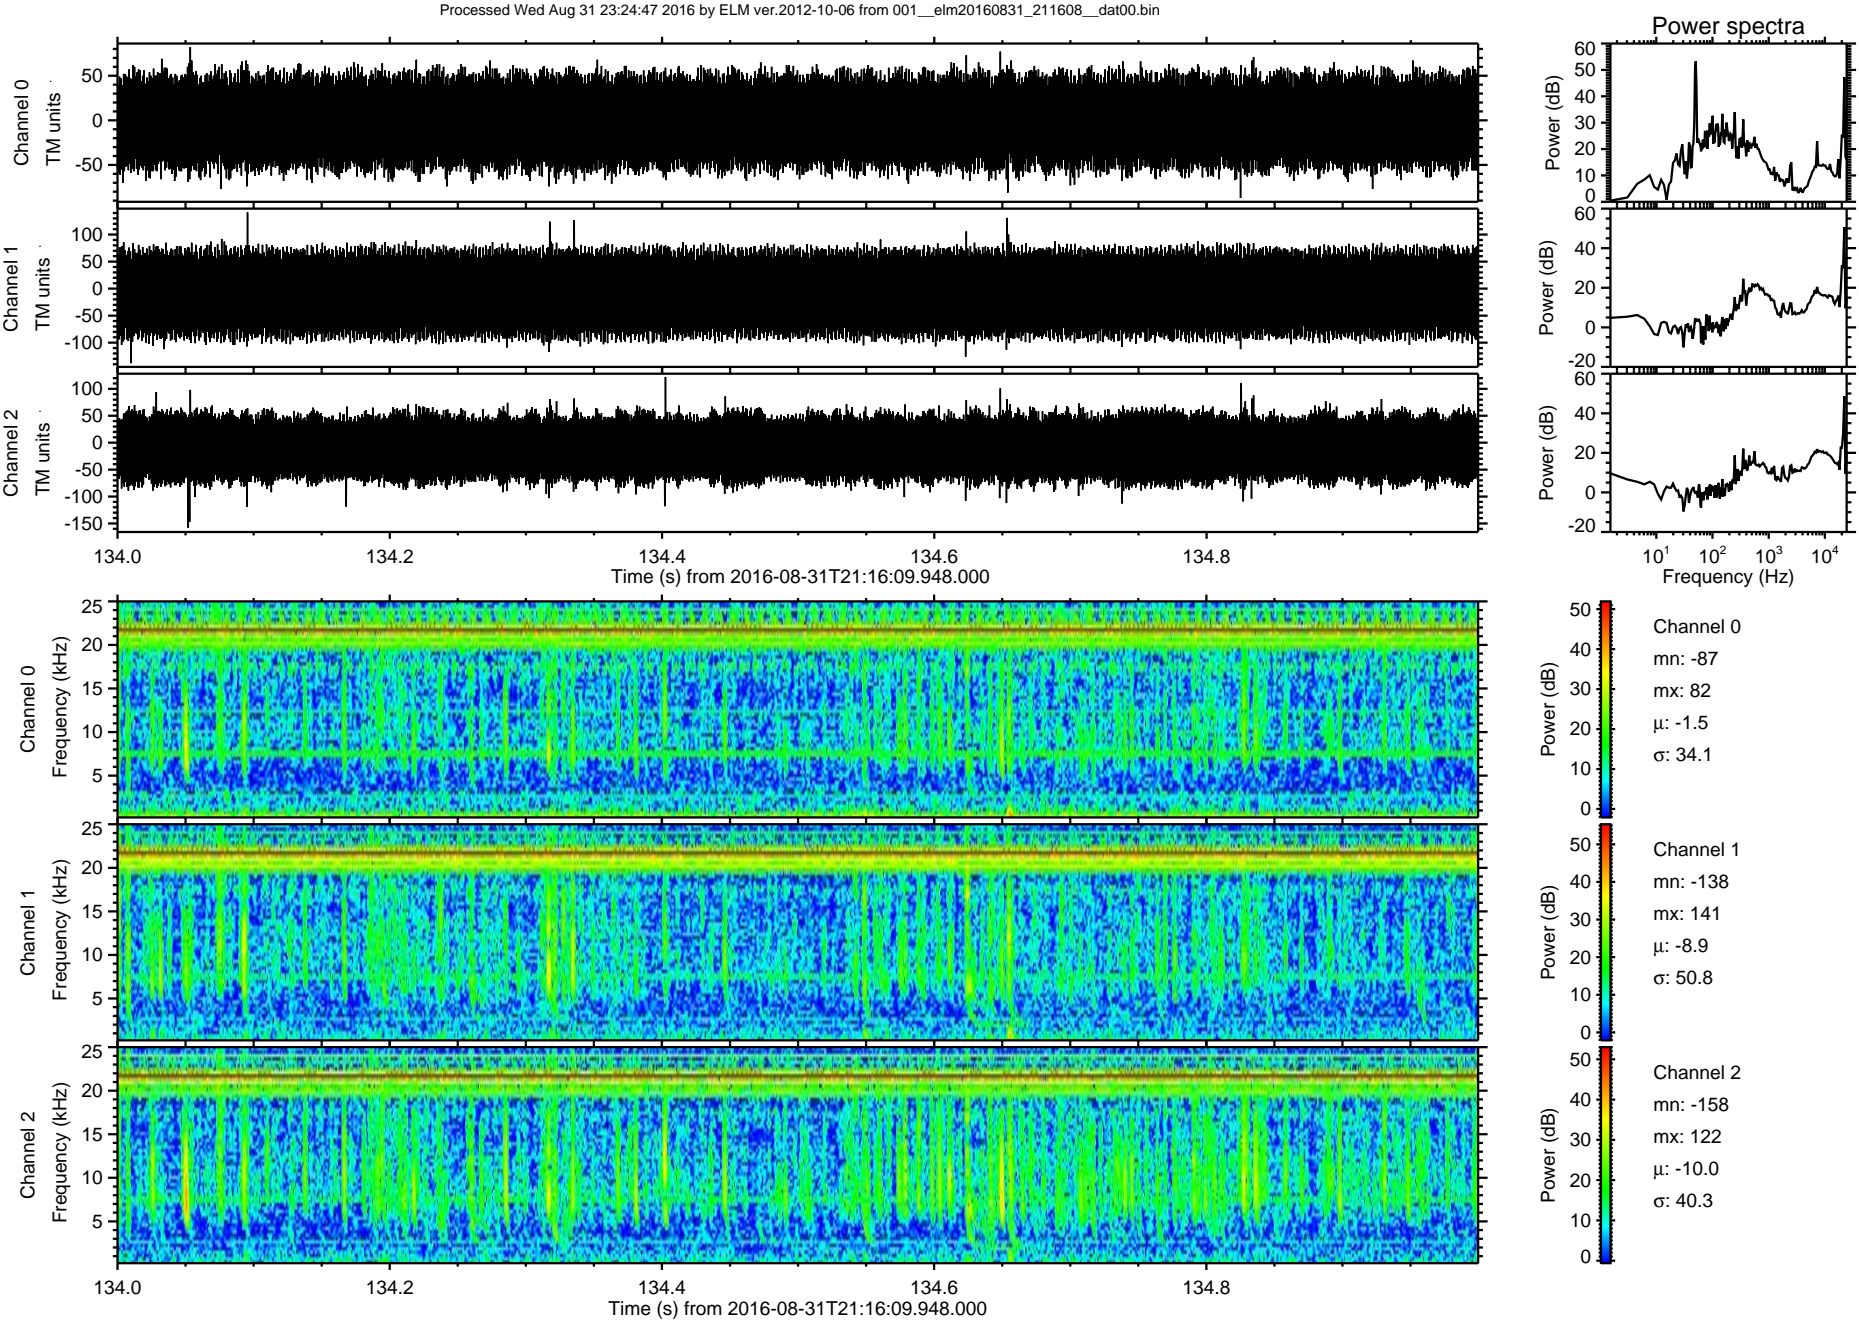 Processed Wed Aug 31 23:24:47 2016 by ELM ver.2012-10-06 from 001__elm20160831_211608__dat00.bin
Power spectra
Channel 0
TM units
50
0
-50
Power (dB)
60
50
40
30
20
10
0
Channel 1
TM units
100
50
0
-50
-100
Power (dB)
60
40
20
0
-20
Channel 2
TM units
100
50
0
-50
-100
-150
Power (dB)
60
40
20
0
-20
134.0 134.2 134.4 134.6 134.8
Time (s) from 2016-08-31T21:16:09.948.000
10^1 10^2 10^3 10^4
Frequency (Hz)
Channel 0
Frequency (kHz)
25
20
15
10
5
Power (dB)
50
40
30
20
10
0
Channel 0
mn: -87
mx: 82
μ: -1.5
σ: 34.1
Channel 1
Frequency (kHz)
25
20
15
10
5
Power (dB)
50
40
30
20
10
0
Channel 1
mn: -138
mx: 141
μ: -8.9
σ: 50.8
Channel 2
Frequency (kHz)
25
20
15
10
5
Power (dB)
50
40
30
20
10
0
Channel 2
mn: -158
mx: 122
μ: -10.0
σ: 40.3
134.0 134.2 134.4 134.6 134.8
Time (s) from 2016-08-31T21:16:09.948.000